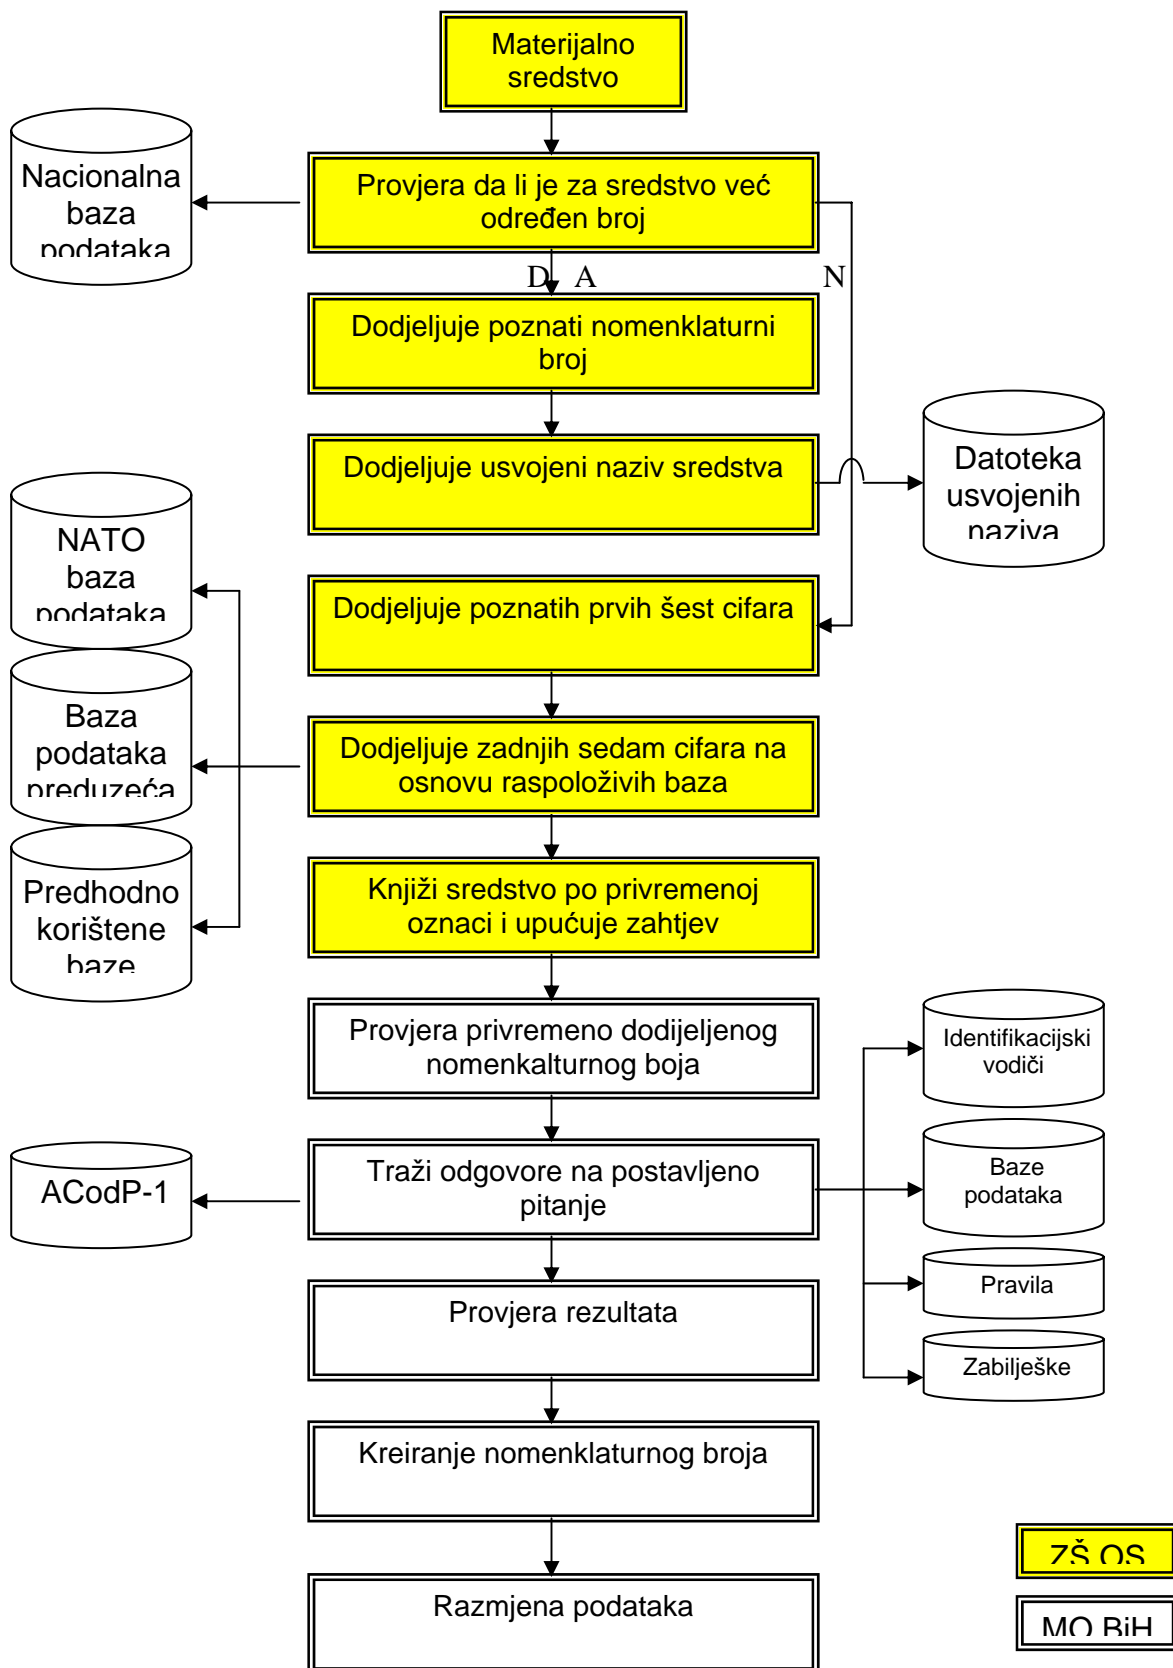 Materijalno
sredstvo
Nacionalna
baza
podataka
Provjera da li je za sredstvo već
određen broj
D A
N
Dodjeljuje poznati nomenklaturni
broj
Dodjeljuje usvojeni naziv sredstva
Datoteka
usvojenih
naziva
NATO
baza
podataka
Dodjeljuje poznatih prvih šest cifara
Baza
podataka
preduzeća
Dodjeljuje zadnjih sedam cifara na
osnovu raspoloživih baza
Predhodno
korištene
baze
Knjiži sredstvo po privremenoj
oznaci i upućuje zahtjev
Provjera privremeno dodijeljenog
nomenkalturnog boja
Identifikacijski
vodiči
ACodP-1
Traži odgovore na postavljeno
pitanje
Baze
podataka
Pravila
Zabilješke
Provjera rezultata
Kreiranje nomenklaturnog broja
Razmjena podataka
ZŠ OS
MO BiH